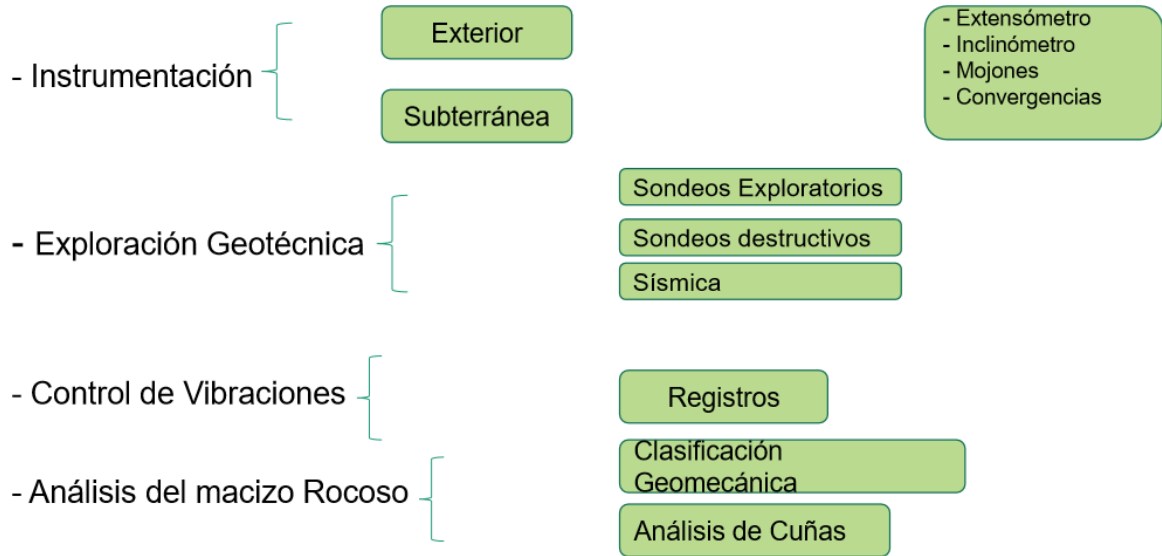 - Instrumentación
Exterior
Subterránea
- Extensómetro
- Inclinómetro
- Mojones
- Convergencias
- Exploración Geotécnica
Sondeos Exploratorios
Sondeos destructivos
Sísmica
- Control de Vibraciones
Registros
- Análisis del macizo Rocoso
Clasificación
Geomecánica
Análisis de Cuñas